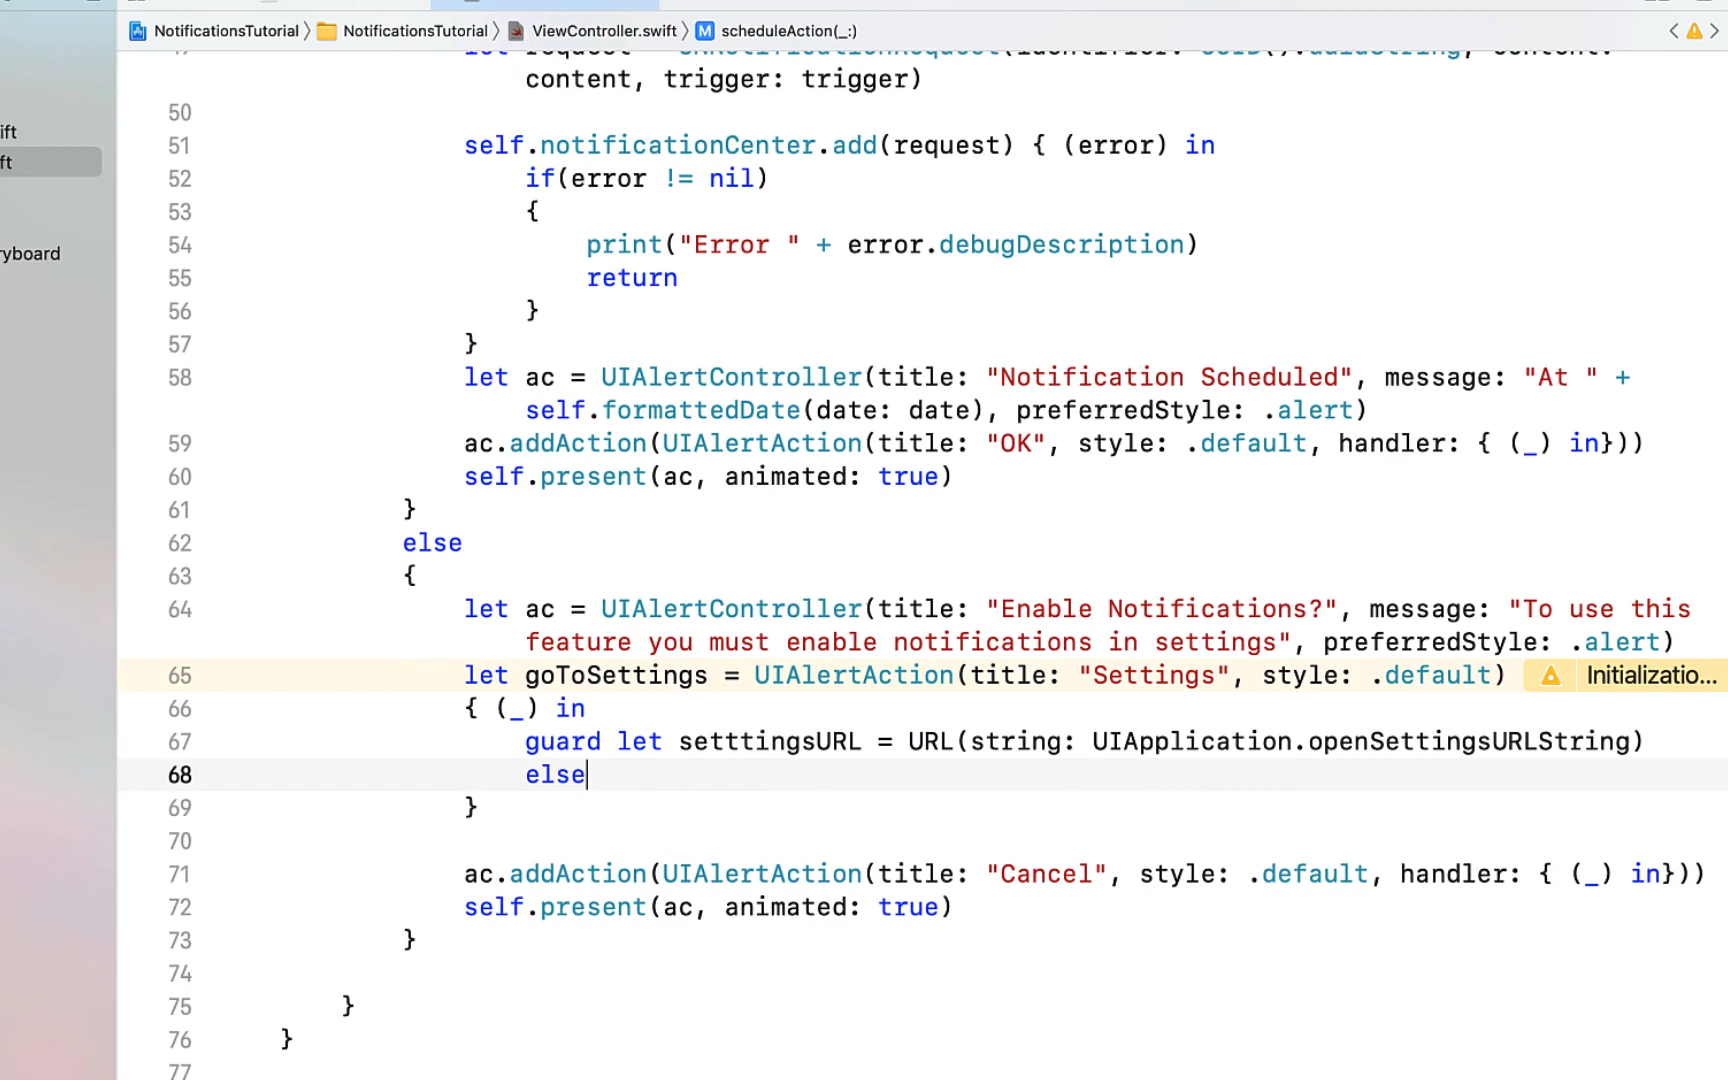 NotificationsTutorial NotificationsTutorial ViewController.swift M scheduleAction(_:)
content, trigger: trigger)
50
51 self.notificationCenter.add(request) { (error) in
52 if(error != nil)
53 {
54 print("Error " + error.debugDescription)
55 return
56 }
57 }
58 let ac = UIAlertController(title: "Notification Scheduled", message: "At " +
self.formattedDate(date: date), preferredStyle: .alert)
59 ac.addAction(UIAlertAction(title: "OK", style: .default, handler: { (_) in}))
60 self.present(ac, animated: true)
61 }
62 else
63 {
64 let ac = UIAlertController(title: "Enable Notifications?", message: "To use this
feature you must enable notifications in settings", preferredStyle: .alert)
65 let goToSettings = UIAlertAction(title: "Settings", style: .default) Initializatio...
66 { (_) in
67 guard let setttingsURL = URL(string: UIApplication.openSettingsURLString)
68 else
69 }
70
71 ac.addAction(UIAlertAction(title: "Cancel", style: .default, handler: { (_) in}))
72 self.present(ac, animated: true)
73 }
74
75 }
76 }
77
ift
ft
ryboard